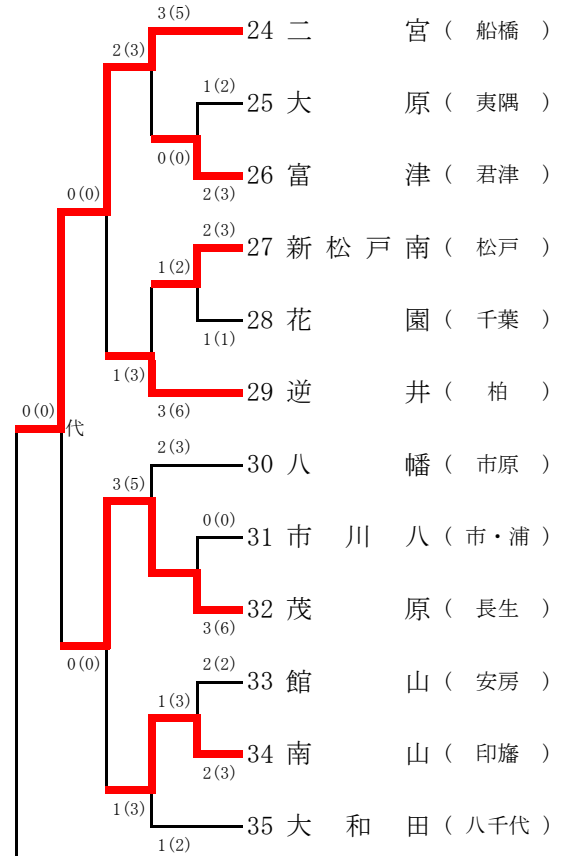 3(5)
24 二宮 ( 船橋 )
2(3)
1(2)
25 大原 ( 夷隅 )
0(0)
26 富津 ( 君津 )
2(3)
0(0)
2(3)
27 新松戸南 ( 松戸 )
1(2)
28 花園 ( 千葉 )
1(1)
1(3)
29 逆井 ( 柏 )
3(6)
0(0)
代
2(3)
30 八幡 ( 市原 )
3(5)
0(0)
31 市川八 ( 市・浦 )
32 茂原 ( 長生 )
3(6)
0(0)
2(2)
33 館山 ( 安房 )
1(3)
34 南山 ( 印旛 )
2(3)
1(3)
35 大和田 ( 八千代 )
1(2)